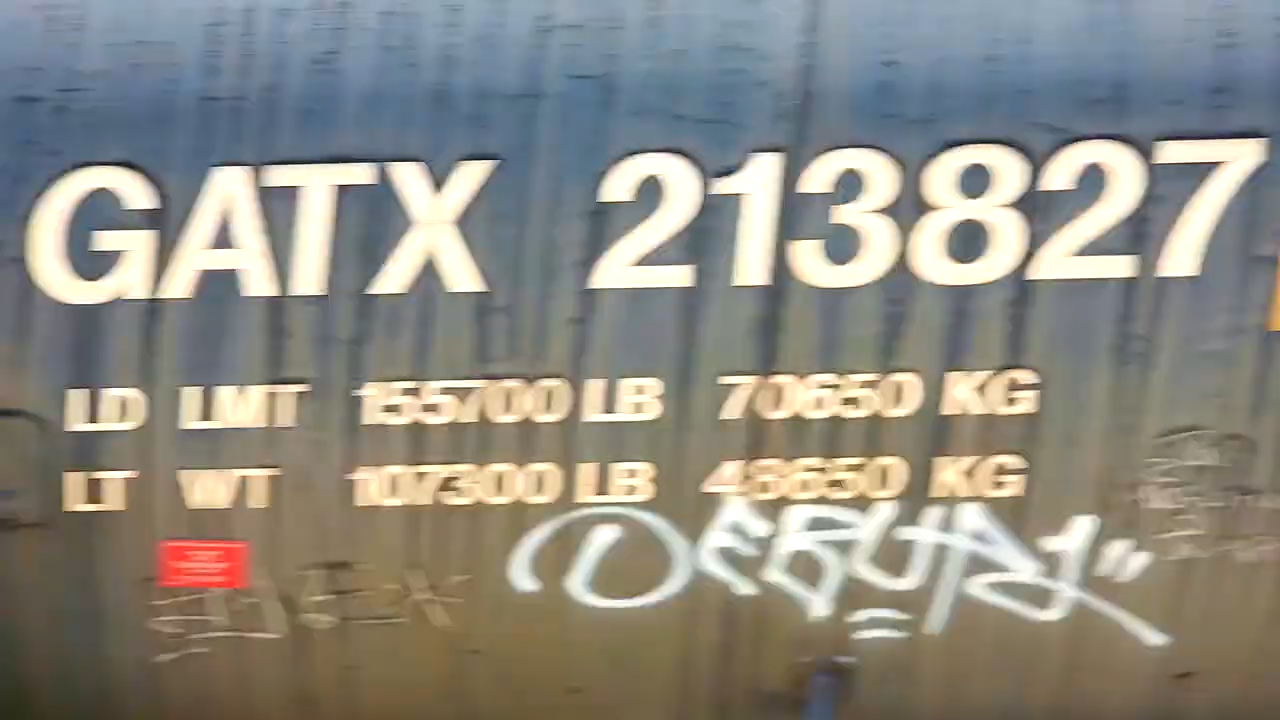 GATX 213827
LD LMT 155700 LB 70650 KG
LT WT 107300 LB 48650 KG